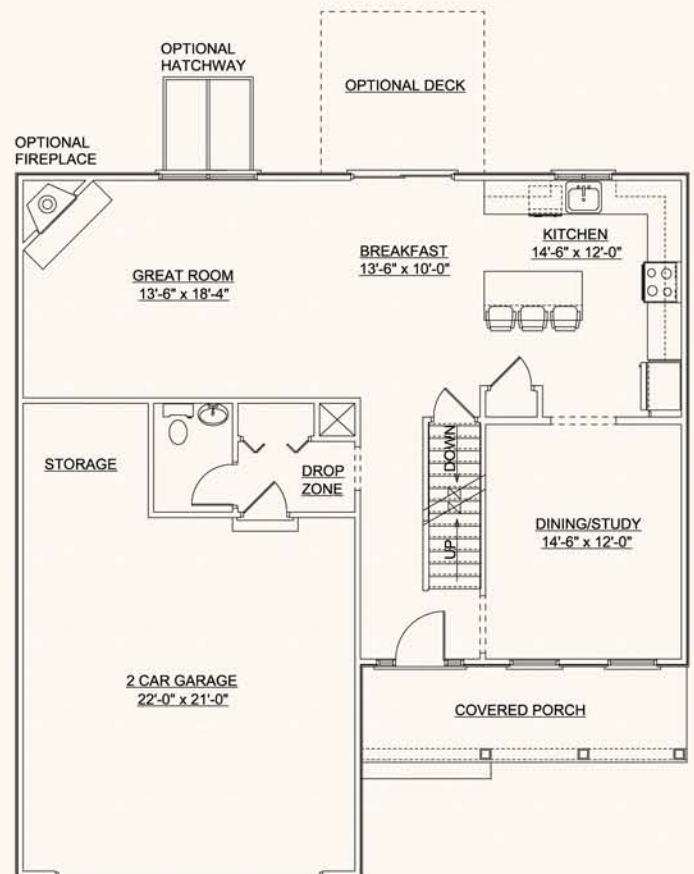 OPTIONAL
HATCHWAY
OPTIONAL DECK
OPTIONAL
FIREPLACE
KITCHEN
14'-6" x 12'-0"
BREAKFAST
13'-6" x 10'-0"
GREAT ROOM
13'-6" x 18'-4"
STORAGE
DROP
ZONE
DOWN
UP
DINING/STUDY
14'-6" x 12'-0"
2 CAR GARAGE
22'-0" x 21'-0"
COVERED PORCH